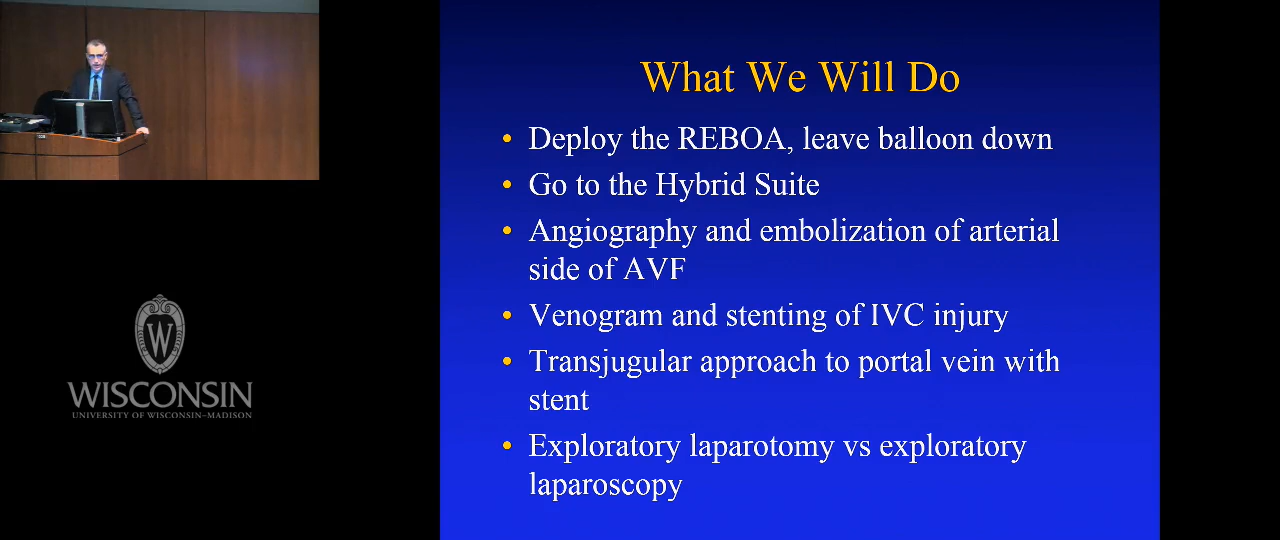 What We Will Do
• Deploy the REBOA, leave balloon down
• Go to the Hybrid Suite
• Angiography and embolization of arterial
side of AVF
• Venogram and stenting of IVC injury
• Transjugular approach to portal vein with
stent
• Exploratory laparotomy vs exploratory
laparoscopy
W
WISCONSIN
UNIVERSITY OF WISCONSIN–MADISON